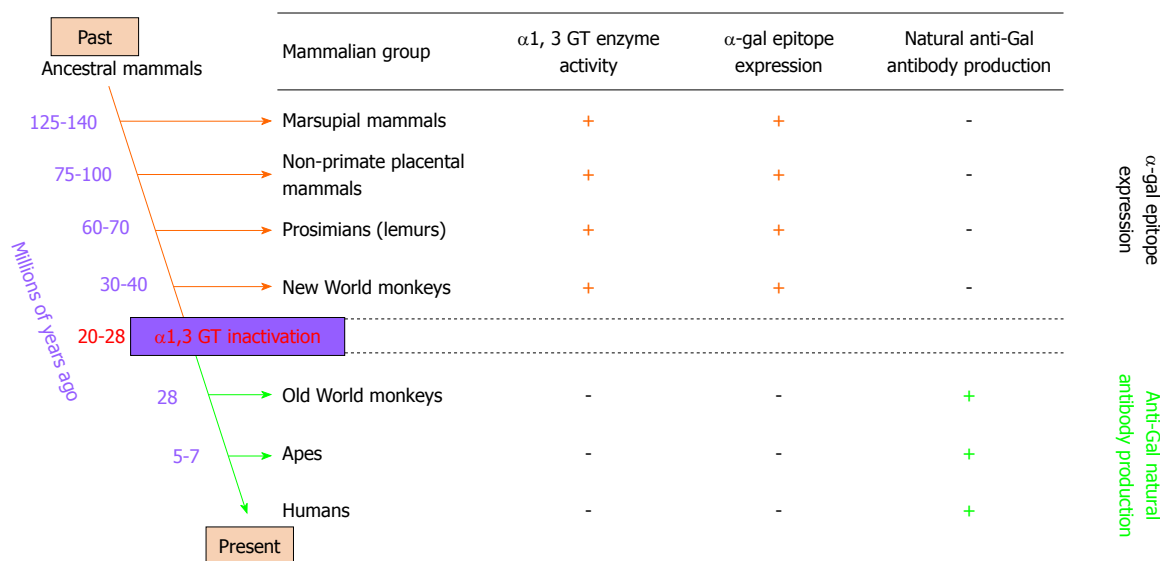 Past
Ancestral mammals
Mammalian group
α1, 3 GT enzyme
activity
α-gal epitope
expression
Natural anti-Gal
antibody production
125-140
Marsupial mammals
+
+
-
75-100
Non-primate placental
mammals
+
+
-
60-70
Prosimians (lemurs)
+
+
-
30-40
New World monkeys
+
+
-
α-gal epitope
expression
Millions of years ago
20-28
α1,3 GT inactivation
28
Old World monkeys
-
-
+
5-7
Apes
-
-
+
Humans
-
-
+
Anti-Gal natural
antibody production
Present